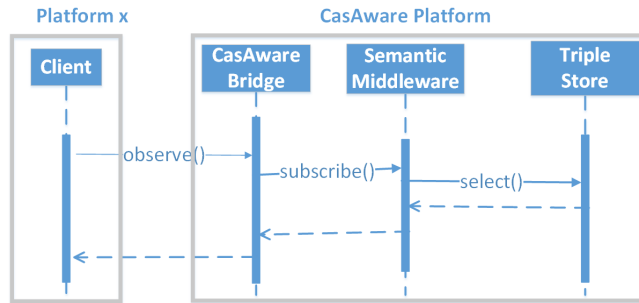 Platform x
CasAware Platform
Client
CasAware
Bridge
Semantic
Middleware
Triple
Store
observe()
subscribe()
select()